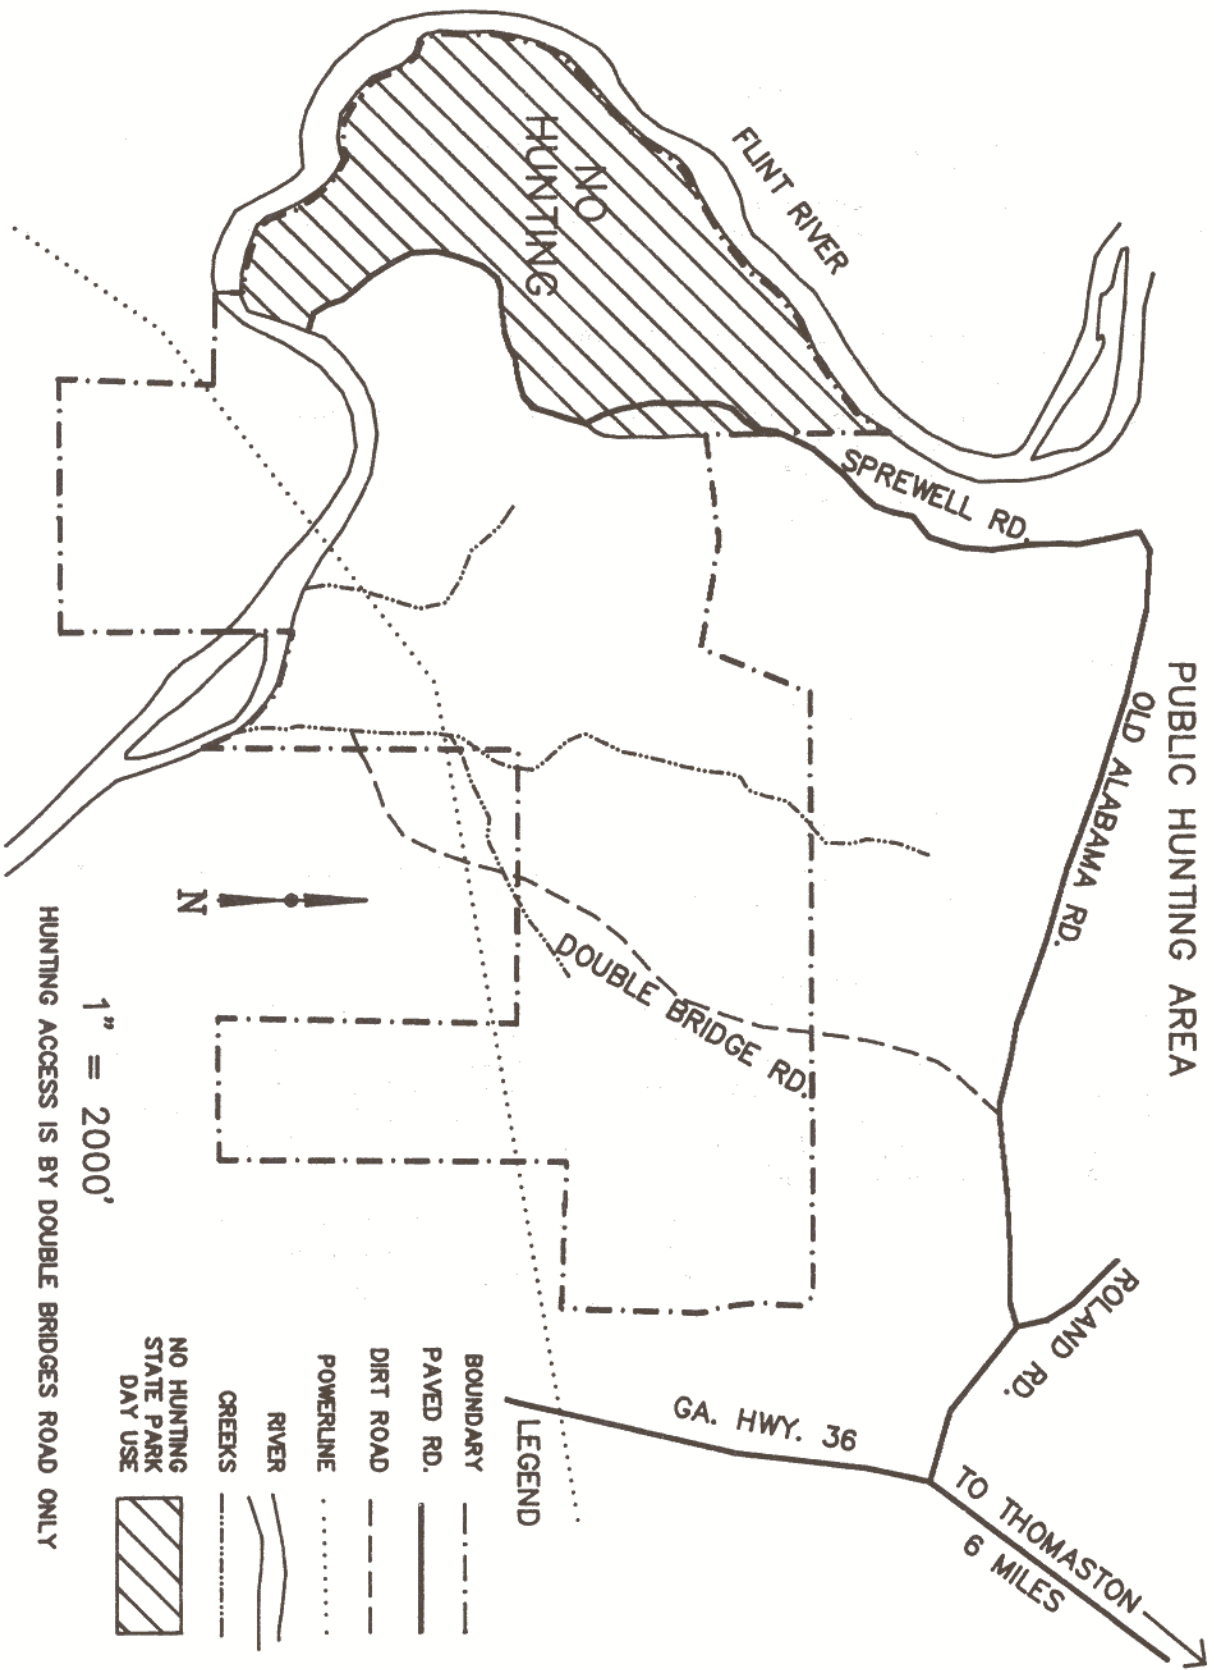 PUBLIC HUNTING AREA
FLINT RIVER
NO
HUNTING
SPREWELL RD.
OLD ALABAMA RD.
DOUBLE BRIDGE RD.
ROLAND RD.
GA. HWY. 36
TO THOMASTON
6 MILES
N
1" = 2000'
HUNTING ACCESS IS BY DOUBLE BRIDGES ROAD ONLY
LEGEND
BOUNDARY
PAVED RD.
DIRT ROAD
POWERLINE
RIVER
CREEKS
NO HUNTING
STATE PARK
DAY USE